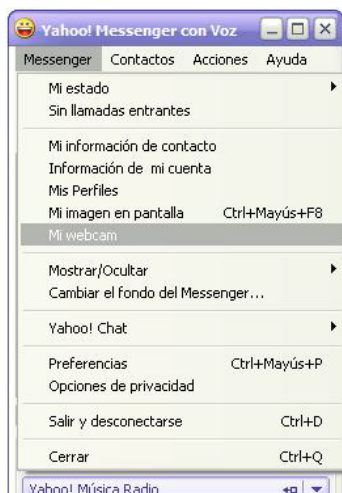 Yahoo! Messenger con Voz
Messenger Contactos Acciones Ayuda
Mi estado
Sin llamadas entrantes
Mi información de contacto
Información de mi cuenta
Mis Perfiles
Mi imagen en pantalla Ctrl+Mayús+F8
Mi webcam
Mostrar/Ocultar
Cambiar el fondo del Messenger...
Yahoo! Chat
Preferencias Ctrl+Mayús+P
Opciones de privacidad
Salir y desconectarse Ctrl+D
Cerrar Ctrl+Q
Yahoo! Música Radio